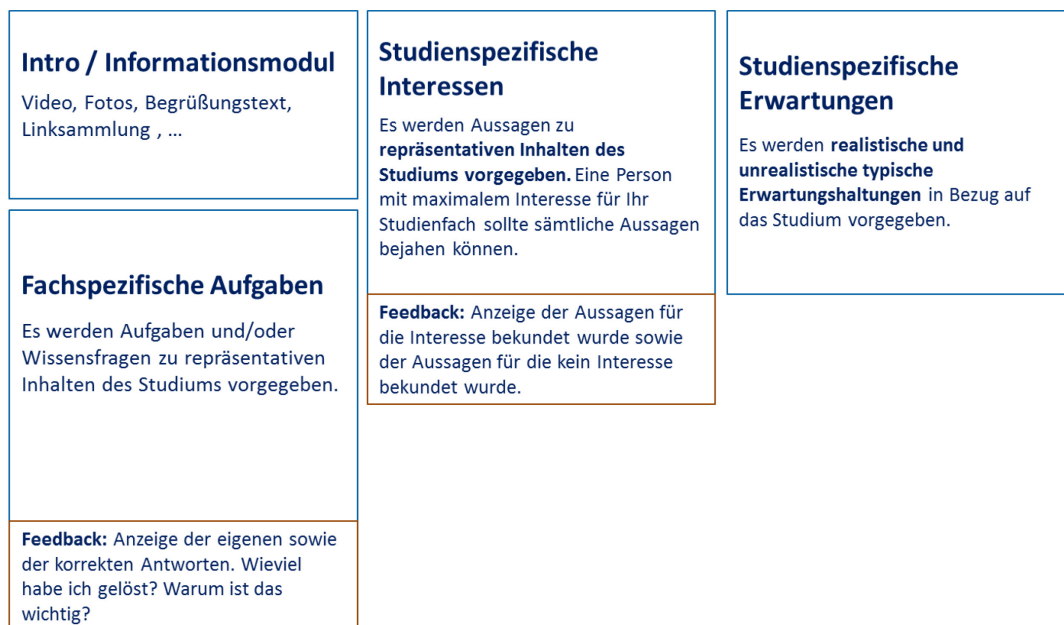 Intro / Informationsmodul
Video, Fotos, Begrüßungstext,
Linksammlung , ...
Fachspezifische Aufgaben
Es werden Aufgaben und/oder
Wissensfragen zu repräsentativen
Inhalten des Studiums vorgegeben.
Feedback: Anzeige der eigenen sowie
der korrekten Antworten. Wieviel
habe ich gelöst? Warum ist das
wichtig?
Studienspezifische
Interessen
Es werden Aussagen zu
repräsentativen Inhalten des
Studiums vorgegeben. Eine Person
mit maximalem Interesse für Ihr
Studienfach sollte sämtliche Aussagen
bejahen können.
Feedback: Anzeige der Aussagen für
die Interesse bekundet wurde sowie
der Aussagen für die kein Interesse
bekundet wurde.
Studienspezifische
Erwartungen
Es werden realistische und
unrealistische typische
Erwartungshaltungen in Bezug auf
das Studium vorgegeben.